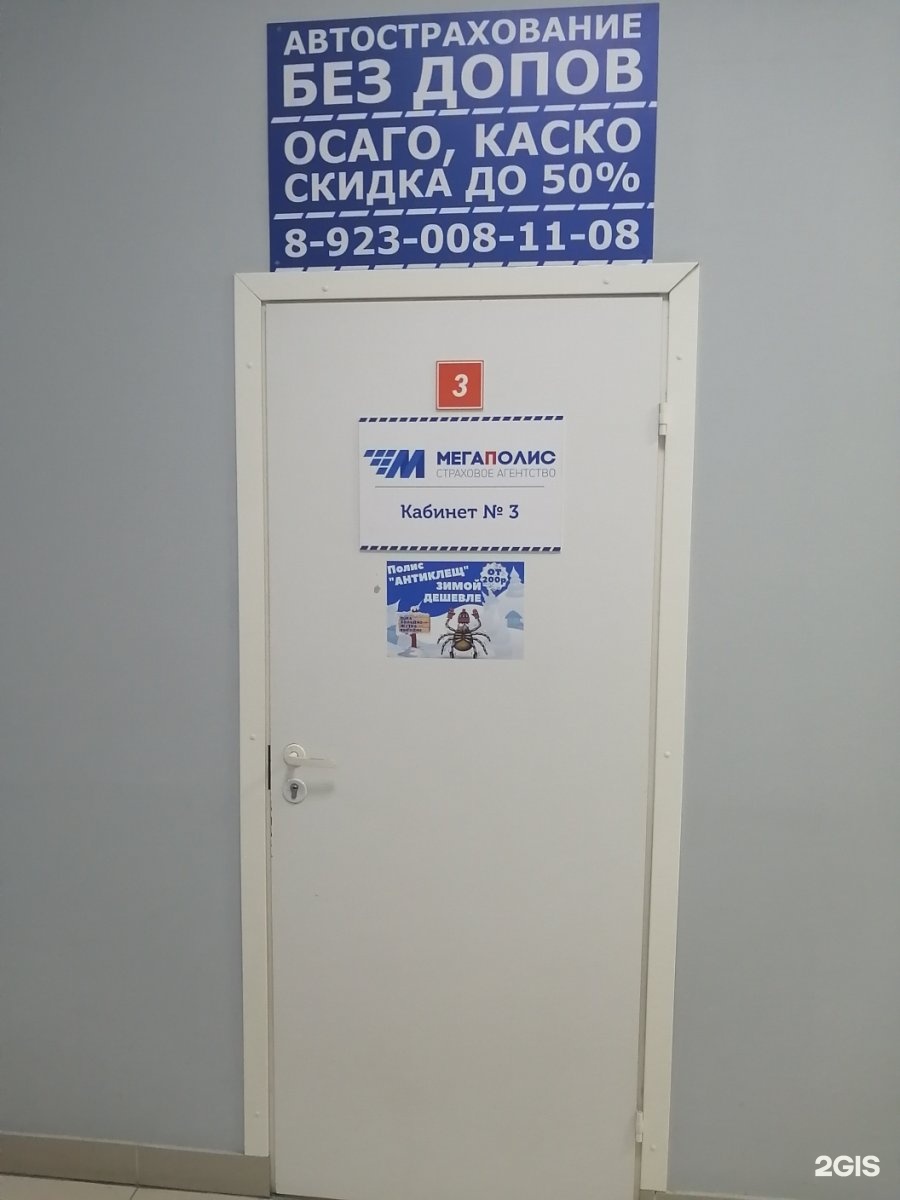 АВТОСТРАХОВАНИЕ
БЕЗ ДОПОВ
ОСАГО, КАСКО
СКИДКА ДО 50%
8-923-008-11-08
3
МЕГАПОЛИС
СТРАХОВОЕ АГЕНТСТВО
Кабинет № 3
Полис
"АНТИКЛЕЩ"
ЗИМОЙ
ДЕШЕВЛЕ
ОТ
200р
2GIS